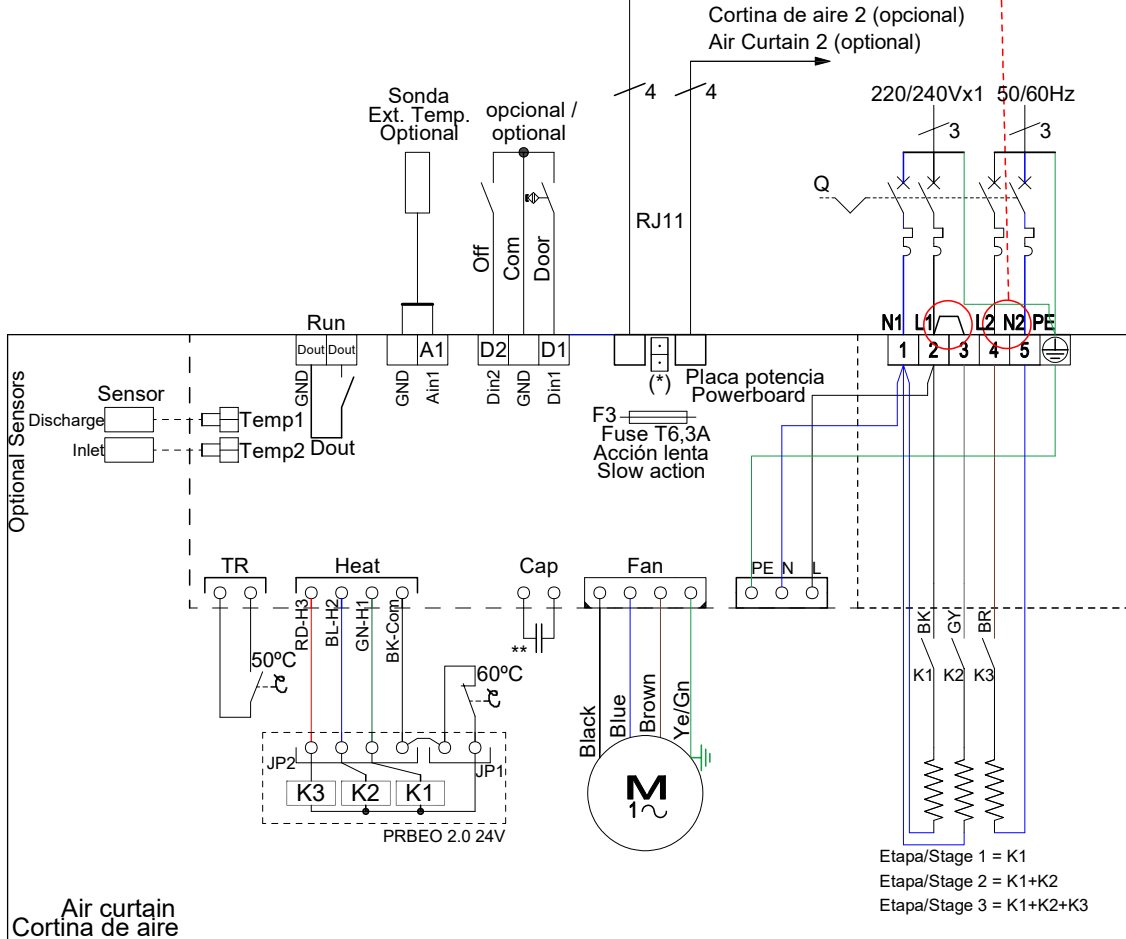 Cortina de aire 2 (opcional)
Air Curtain 2 (optional)
4
4
220/240Vx1 50/60Hz
3
3
Sonda
Ext. Temp.
Optional
opcional /
optional
Q
RJ11
Off
Com
Door
Run
N1 L1 L2 N2 PE
Dout Dout
A1
D2 D1
1 2 3 4 5
GND
GND
Ain1
Din2
GND
Din1
(*)
Placa potencia
Powerboard
F3
Fuse T6,3A
Acción lenta
Slow action
Optional Sensors
Sensor
Discharge
Temp1
Inlet
Temp2
Dout
TR
Heat
Cap
Fan
PE N L
RD-H3
BL-H2
GN-H1
BK-Com
**
50ºC
60ºC
BK
GY
BR
K1 K2 K3
Black
Blue
Brown
Ye/Gn
JP2
JP1
K3 K2 K1
PRBEO 2.0 24V
M
1
Etapa/Stage 1 = K1
Etapa/Stage 2 = K1+K2
Etapa/Stage 3 = K1+K2+K3
Air curtain
Cortina de aire